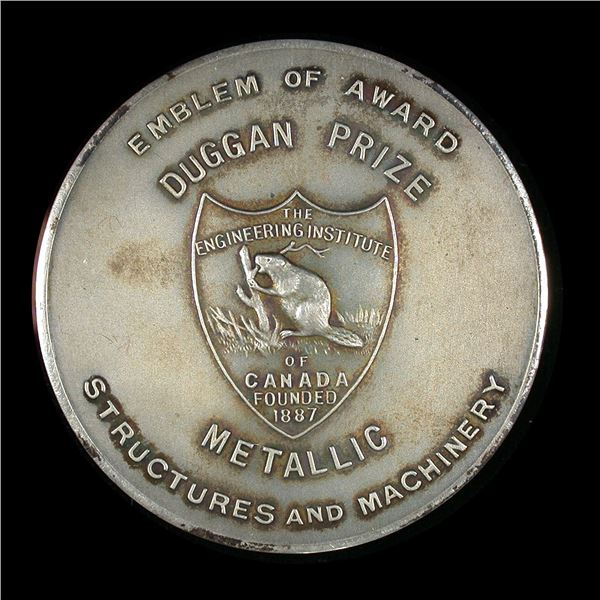 EMBLEM OF AWARD
DUGGAN PRIZE
THE
ENGINEERING INSTITUTE
OF
CANADA
FOUNDED
1887
METALLIC
STRUCTURES AND MACHINERY